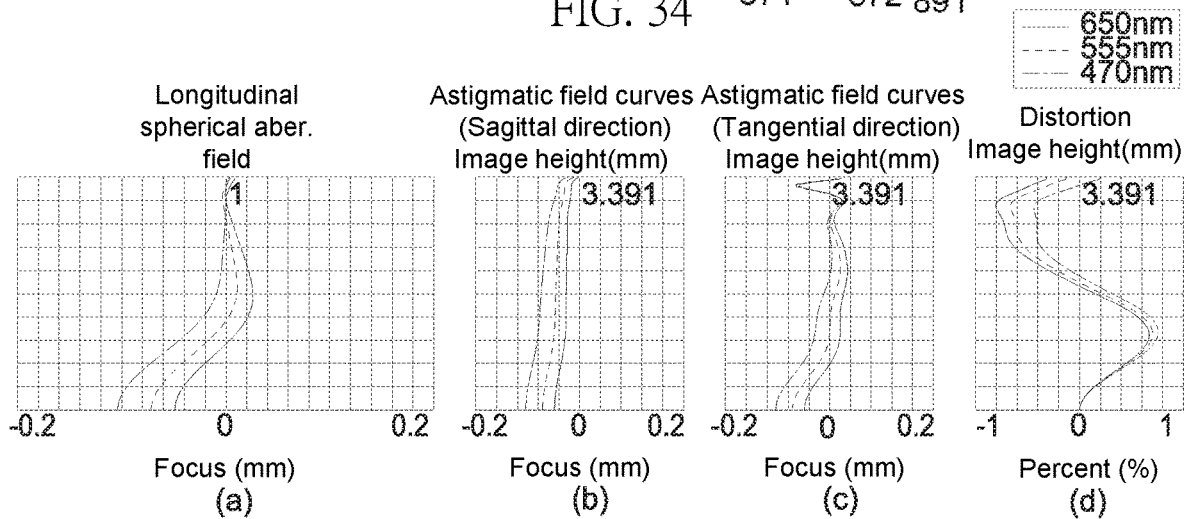 FIG. 34
891
650nm
555nm
470nm
Longitudinal
spherical aber.
field
Astigmatic field curves
(Sagittal direction)
Image height(mm)
Astigmatic field curves
(Tangential direction)
Image height(mm)
Distortion
Image height(mm)
1
3.391
3.391
3.391
-0.2 0 0.2
-0.2 0 0.2
-0.2 0 0.2
-1 0 1
Focus (mm)
Focus (mm)
Focus (mm)
Percent (%)
(a)
(b)
(c)
(d)